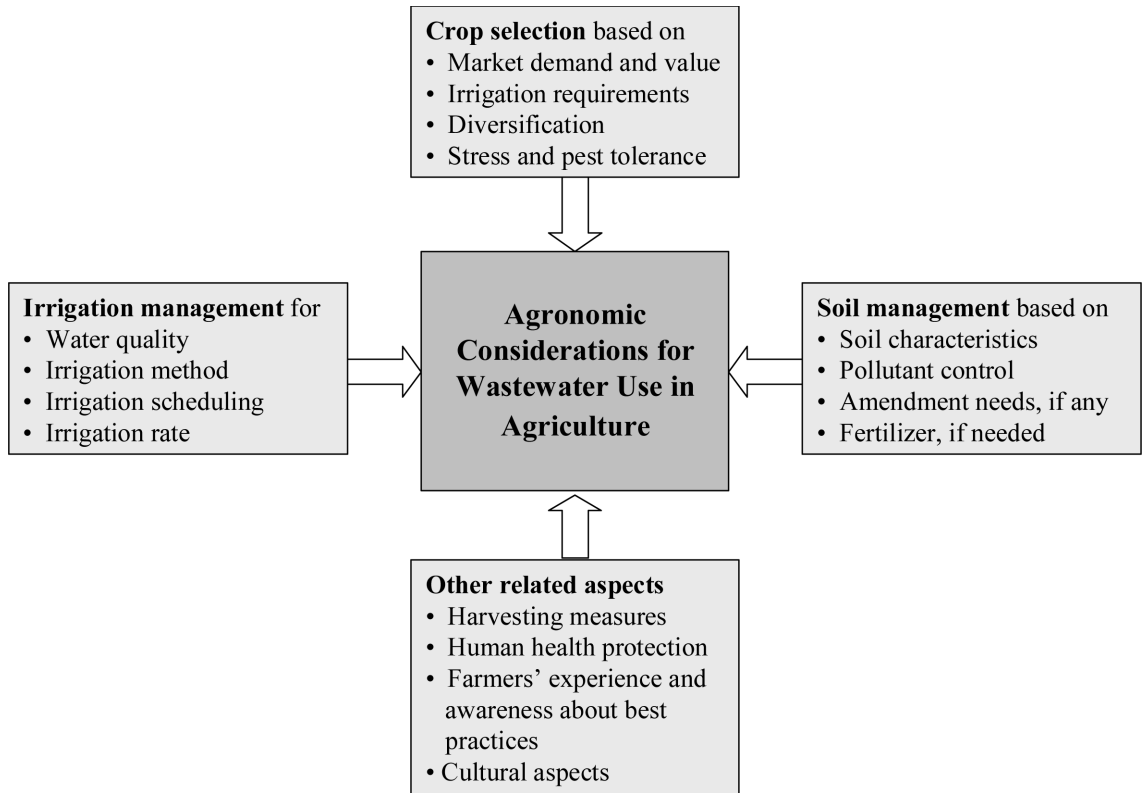 Crop selection based on
• Market demand and value
• Irrigation requirements
• Diversification
• Stress and pest tolerance
Irrigation management for
• Water quality
• Irrigation method
• Irrigation scheduling
• Irrigation rate
Agronomic
Considerations for
Wastewater Use in
Agriculture
Soil management based on
• Soil characteristics
• Pollutant control
• Amendment needs, if any
• Fertilizer, if needed
Other related aspects
• Harvesting measures
• Human health protection
• Farmers’ experience and
awareness about best
practices
• Cultural aspects